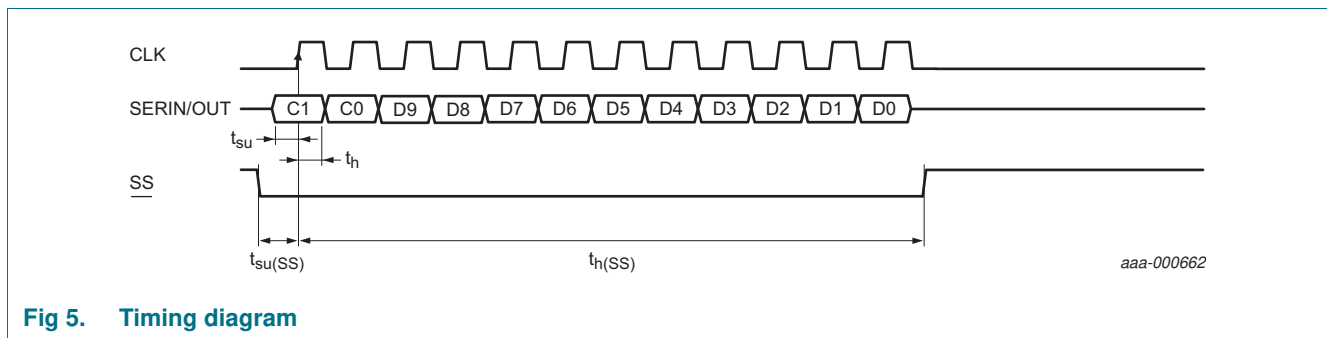 CLK
SERIN/OUT C1 C0 D9 D8 D7 D6 D5 D4 D3 D2 D1 D0
tsu
th
SS
tsu(SS) th(SS) aaa-000662
Fig 5. Timing diagram